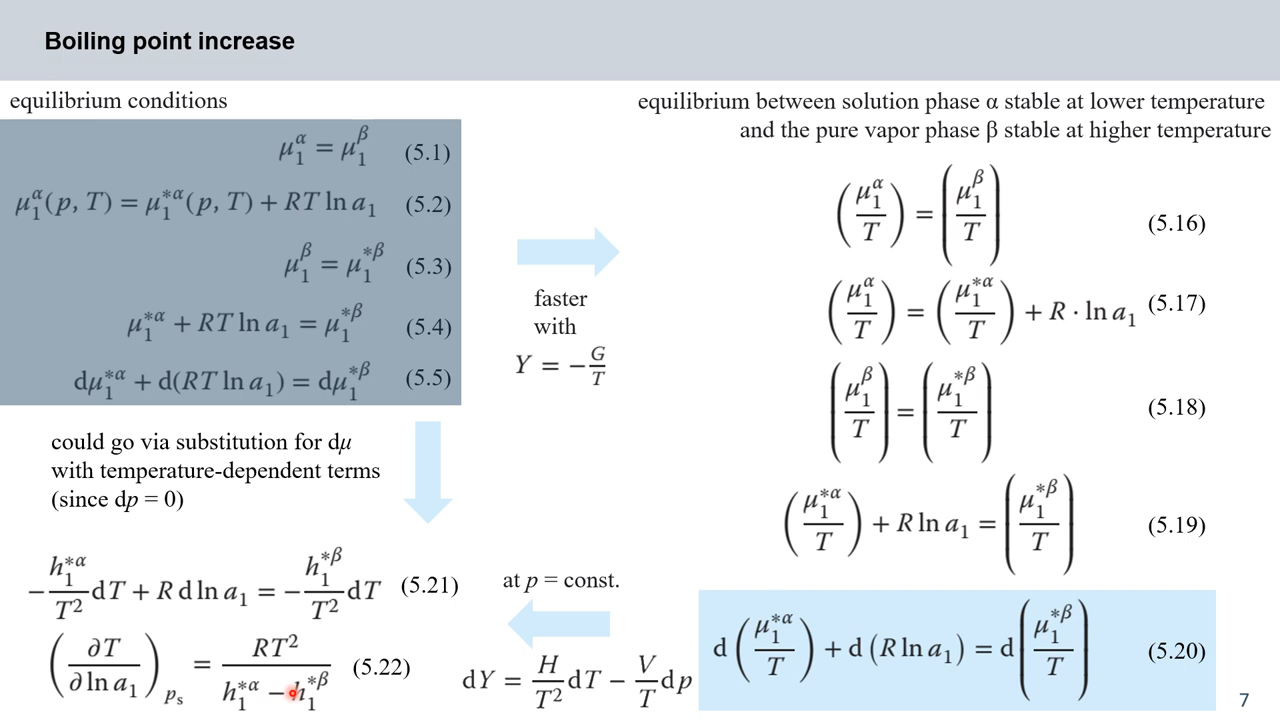 Boiling point increase
equilibrium conditions
μ₁^α = μ₁^β (5.1)
μ₁^α(p, T) = μ₁^{*α}(p, T) + RT ln a₁ (5.2)
μ₁^β = μ₁^{*β} (5.3)
μ₁^{*α} + RT ln a₁ = μ₁^{*β} (5.4)
dμ₁^{*α} + d(RT ln a₁) = dμ₁^{*β} (5.5)
could go via substitution for dμ
with temperature-dependent terms
(since dp = 0)
−(h₁^{*α}/T²)dT + R d ln a₁ = −(h₁^{*β}/T²)dT (5.21)
(∂T/∂ ln a₁)_{p_s} = RT²/(h₁^{*α} − h₁^{*β}) (5.22)
faster
with
Y = −G/T
at p = const.
dY = (H/T²)dT − (V/T)dp
equilibrium between solution phase α stable at lower temperature
and the pure vapor phase β stable at higher temperature
(μ₁^α/T) = (μ₁^β/T) (5.16)
(μ₁^α/T) = (μ₁^{*α}/T) + R · ln a₁ (5.17)
(μ₁^β/T) = (μ₁^{*β}/T) (5.18)
(μ₁^{*α}/T) + R ln a₁ = (μ₁^{*β}/T) (5.19)
d(μ₁^{*α}/T) + d (R ln a₁) = d(μ₁^{*β}/T) (5.20)
7